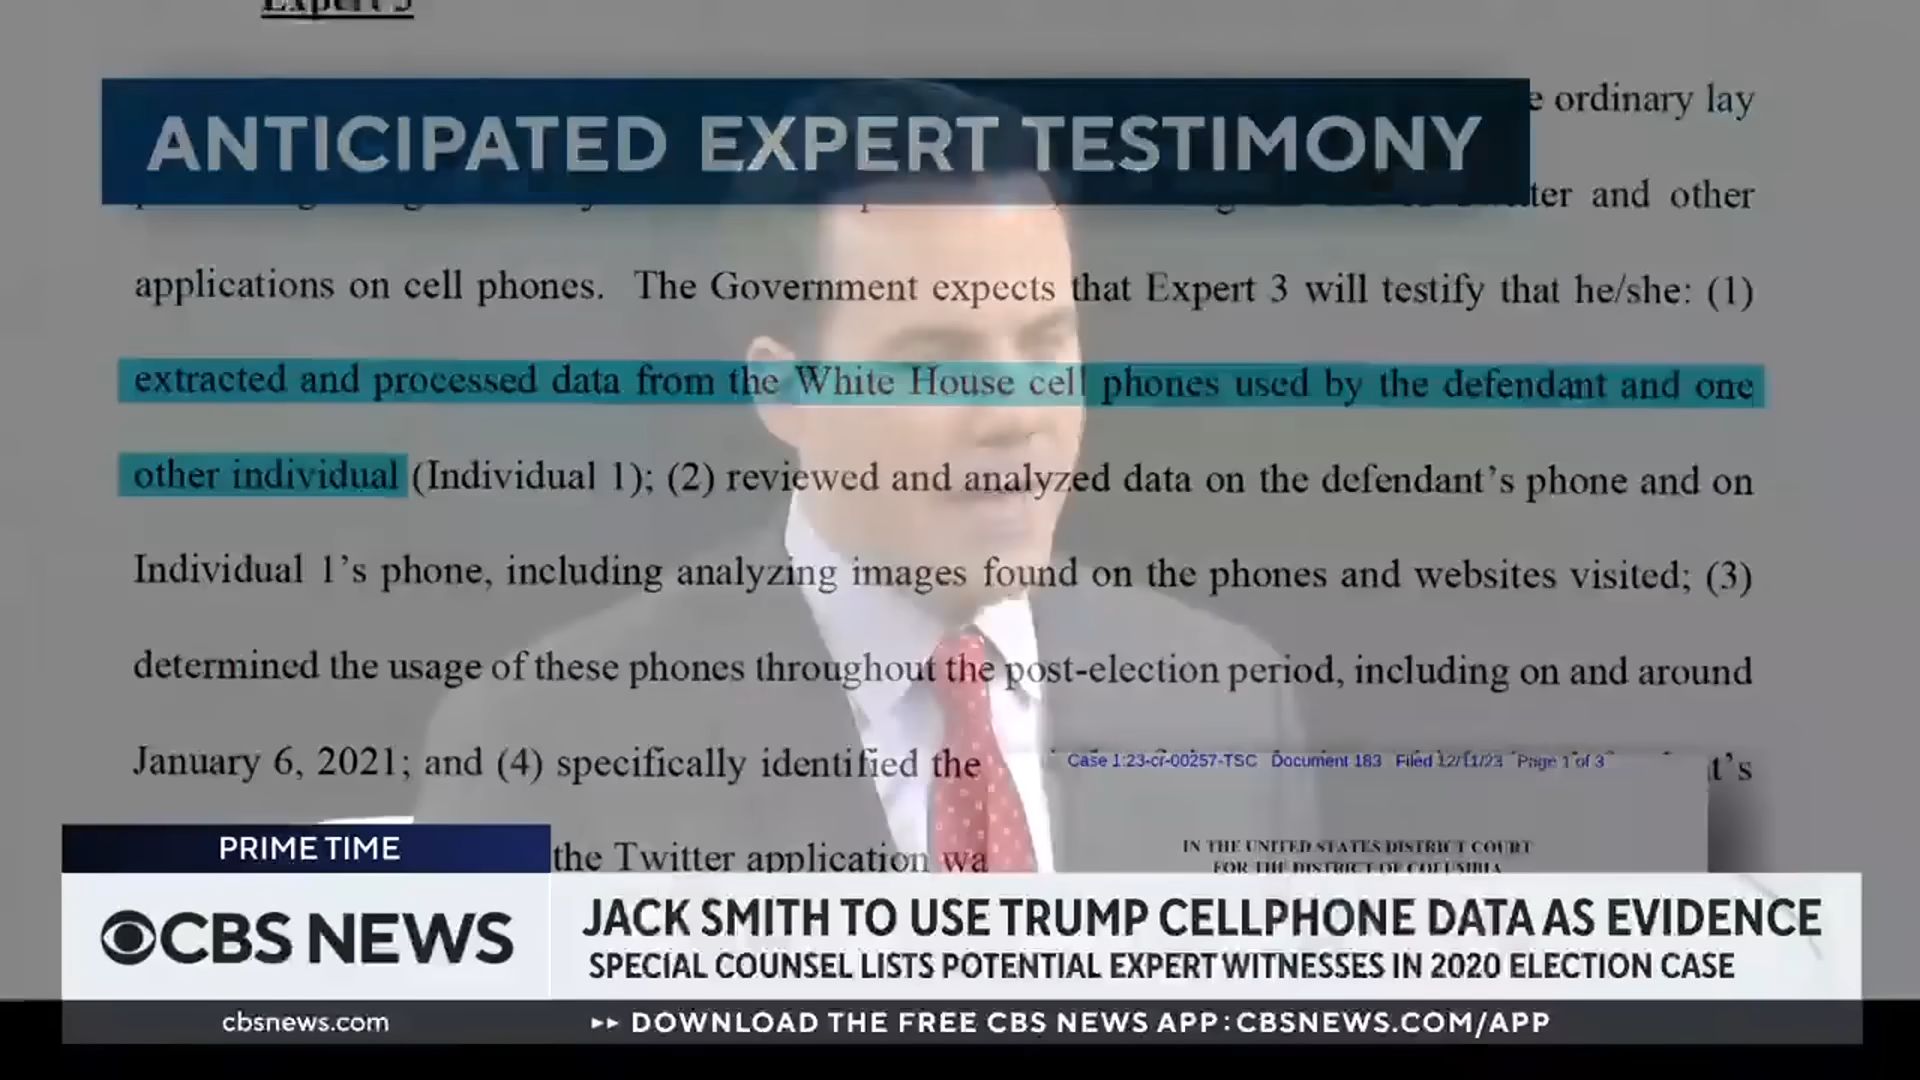 Expert 3
ANTICIPATED EXPERT TESTIMONY
ordinary lay
and other
applications on cell phones. The Government expects that Expert 3 will testify that he/she: (1)
extracted and processed data from the White House cell phones used by the defendant and one
other individual (Individual 1); (2) reviewed and analyzed data on the defendant’s phone and on
Individual 1’s phone, including analyzing images found on the phones and websites visited; (3)
determined the usage of these phones throughout the post-election period, including on and around
January 6, 2021; and (4) specifically identified the
Case 1:23-cr-00257-TSC Document 183 Filed 12/11/23 Page 1 of 3
the Twitter application
IN THE UNITED STATES DISTRICT COURT
FOR THE DISTRICT OF COLUMBIA
PRIME TIME
CBS NEWS
JACK SMITH TO USE TRUMP CELLPHONE DATA AS EVIDENCE
SPECIAL COUNSEL LISTS POTENTIAL EXPERT WITNESSES IN 2020 ELECTION CASE
cbsnews.com
DOWNLOAD THE FREE CBS NEWS APP: CBSNEWS.COM/APP